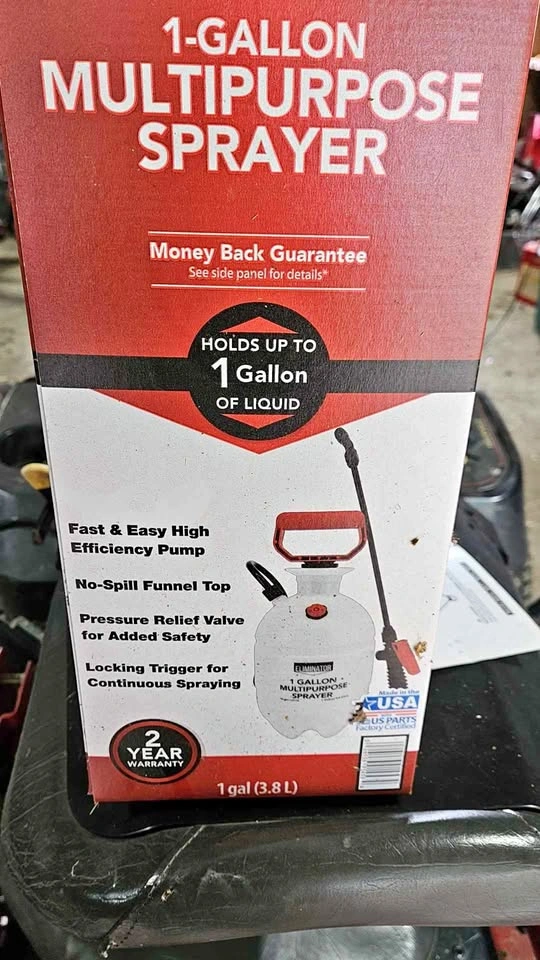 1-GALLON
MULTIPURPOSE
SPRAYER
Money Back Guarantee
See side panel for details*
HOLDS UP TO
1 Gallon
OF LIQUID
Fast & Easy High
Efficiency Pump
No-Spill Funnel Top
Pressure Relief Valve
for Added Safety
Locking Trigger for
Continuous Spraying
ELIMINATOR
1 GALLON
MULTIPURPOSE
SPRAYER
Made in the
USA
US PARTS
Factory Certified
2
YEAR
WARRANTY
1 gal (3.8 L)